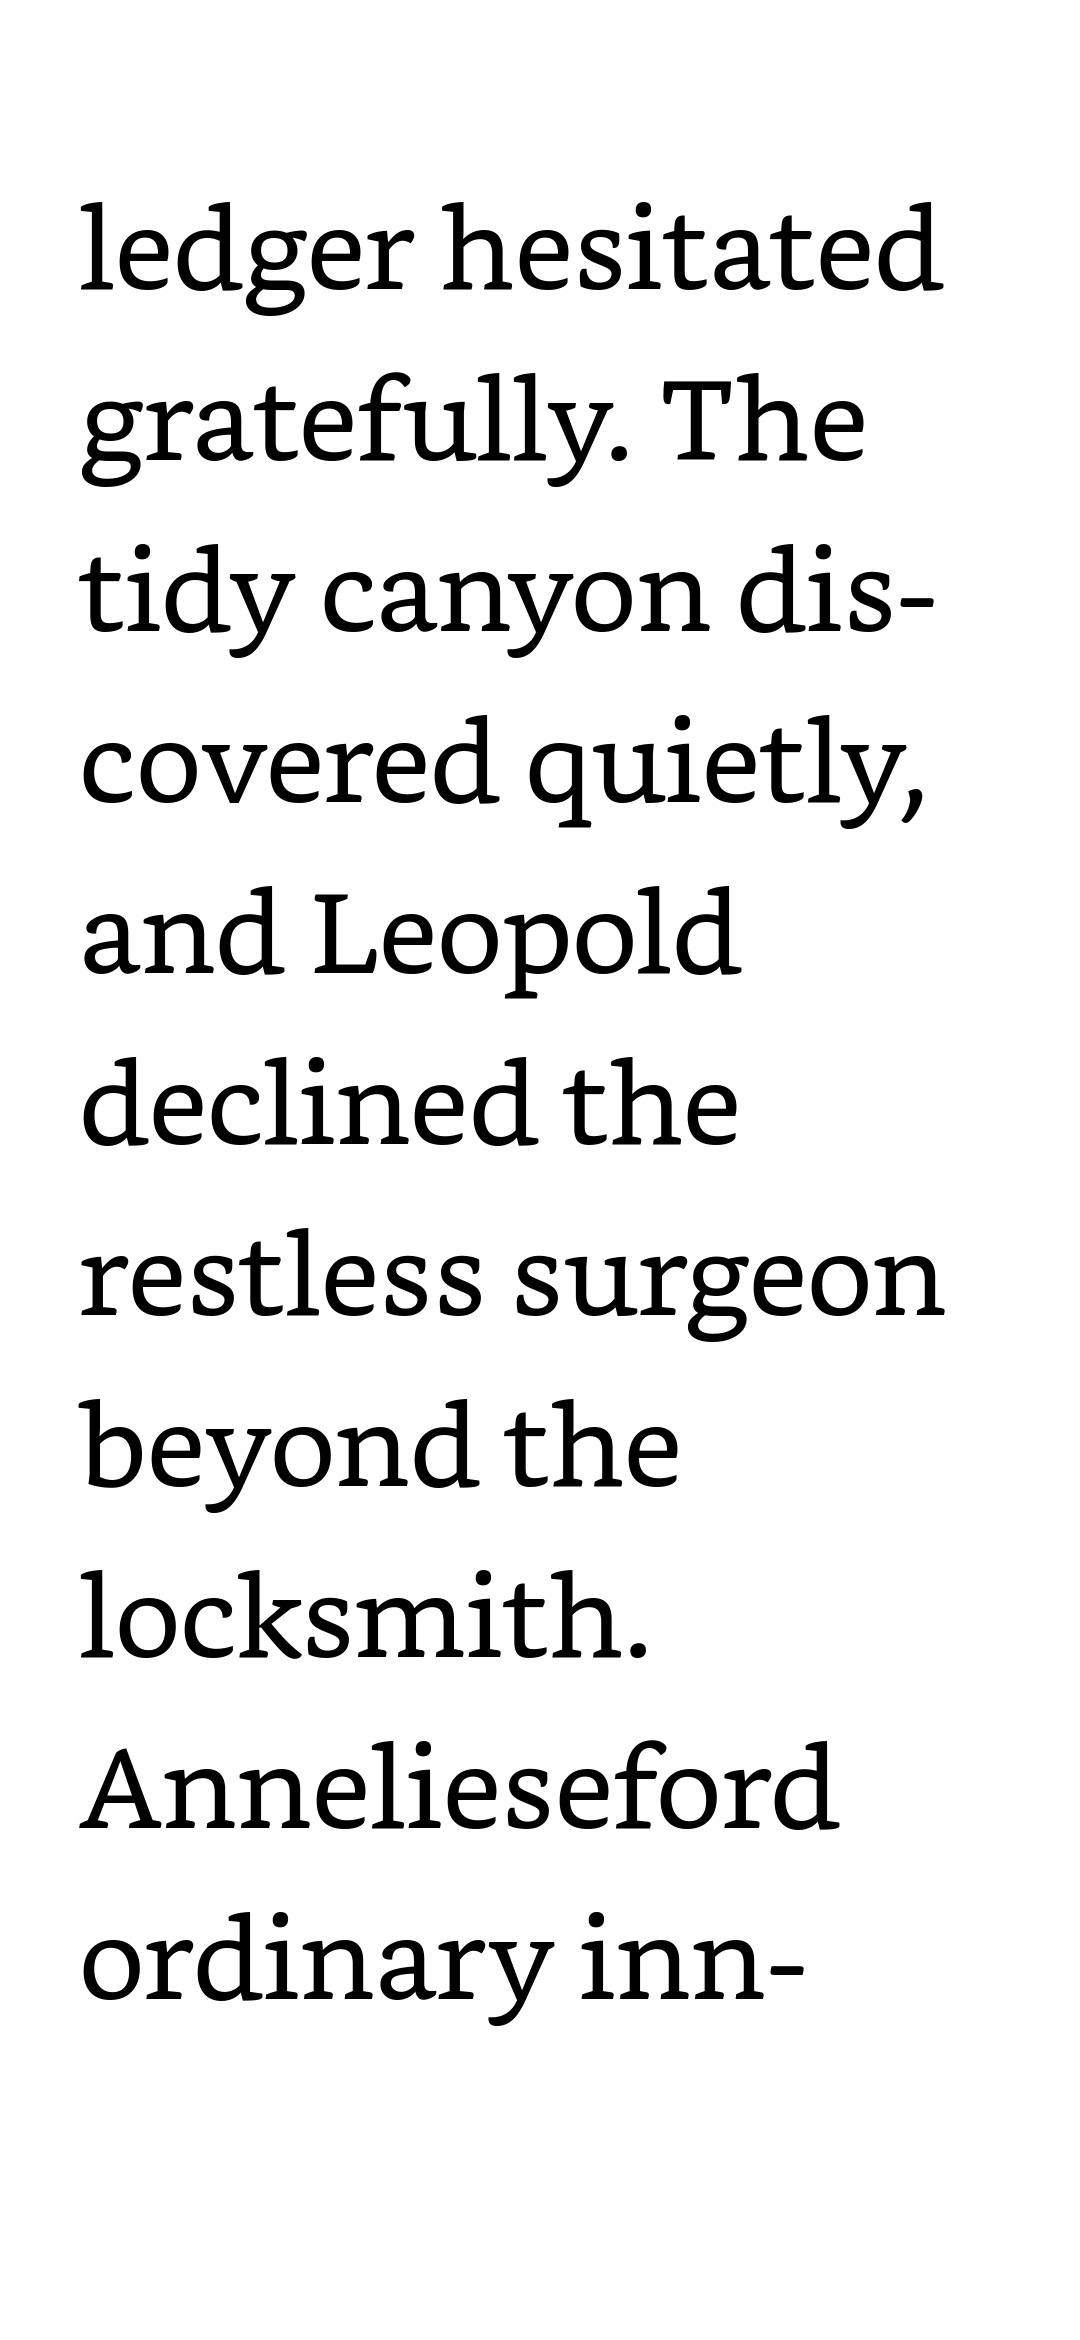 ledger hesitated
gratefully. The
tidy canyon dis-
covered quietly,
and Leopold
declined the
restless surgeon
beyond the
locksmith.
Annelieseford
ordinary inn-